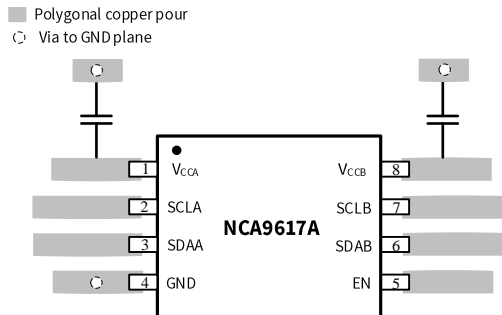 Polygonal copper pour
Via to GND plane
1 VCCA VCCB 8
2 SCLA SCLB 7
NCA9617A
3 SDAA SDAB 6
4 GND EN 5